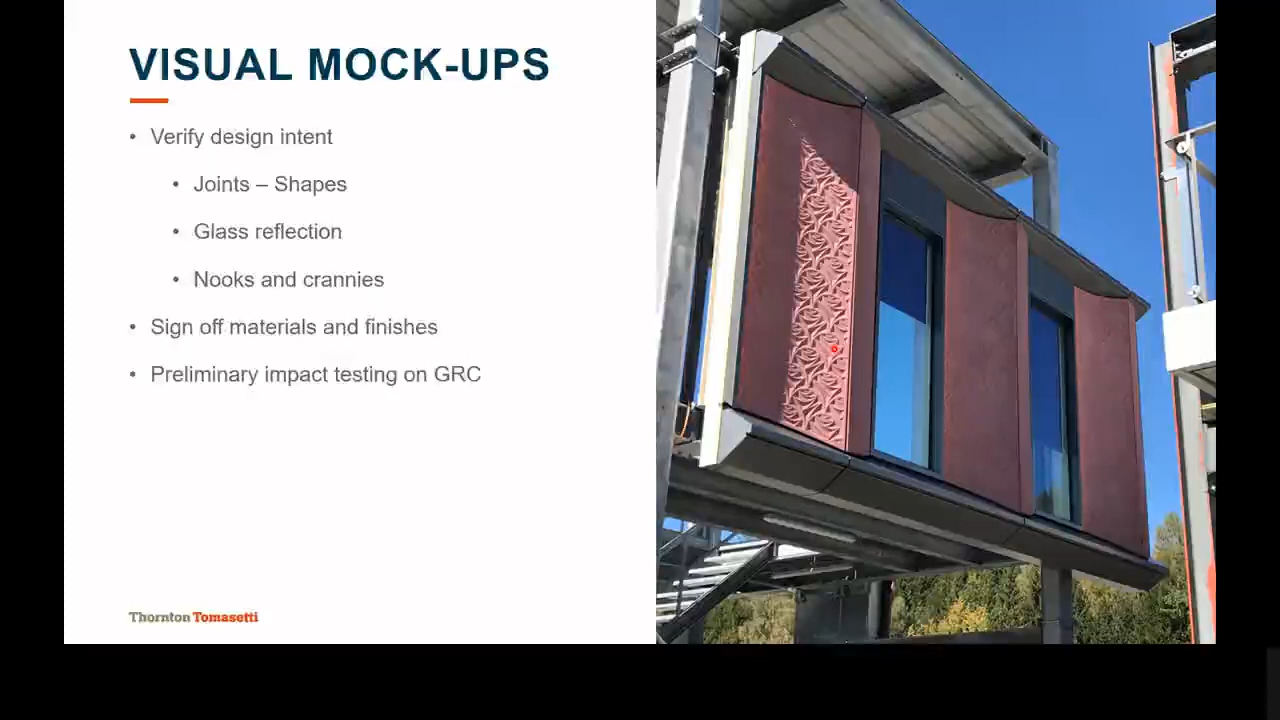 VISUAL MOCK-UPS
• Verify design intent
• Joints – Shapes
• Glass reflection
• Nooks and crannies
• Sign off materials and finishes
• Preliminary impact testing on GRC
Thornton Tomasetti